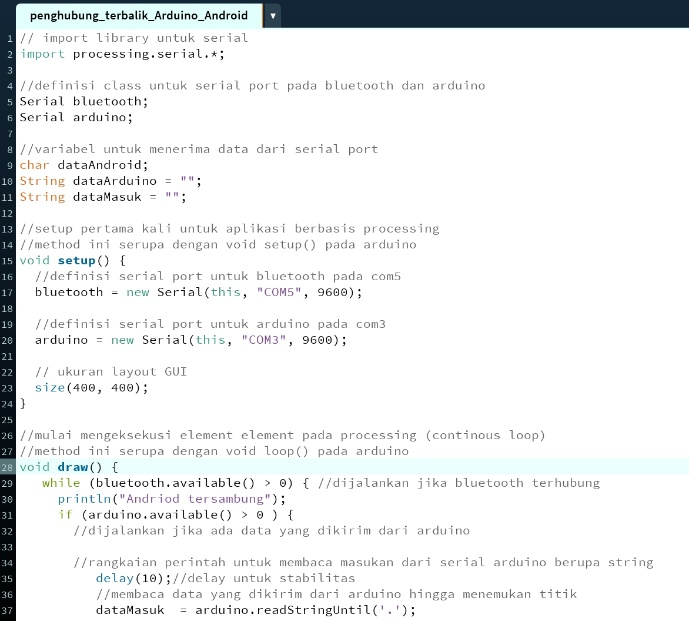 penghubung_terbalik_Arduino_Android ▼
1 // import library untuk serial
2 import processing.serial.*;
3
4 //definisi class untuk serial port pada bluetooth dan arduino
5 Serial bluetooth;
6 Serial arduino;
7
8 //variabel untuk menerima data dari serial port
9 char dataAndroid;
10 String dataArduino = "";
11 String dataMasuk = "";
12
13 //setup pertama kali untuk aplikasi berbasis processing
14 //method ini serupa dengan void setup() pada arduino
15 void setup() {
16 //definisi serial port untuk bluetooth pada com5
17 bluetooth = new Serial(this, "COM5", 9600);
18
19 //definisi serial port untuk arduino pada com3
20 arduino = new Serial(this, "COM3", 9600);
21
22 // ukuran layout GUI
23 size(400, 400);
24 }
25
26 //mulai mengeksekusi element element pada processing (continous loop)
27 //method ini serupa dengan void loop() pada arduino
28 void draw() {
29 while (bluetooth.available() > 0) { //dijalankan jika bluetooth terhubung
30 println("Andriod tersambung");
31 if (arduino.available() > 0 ) {
32 //dijalankan jika ada data yang dikirim dari arduino
33
34 //rangkaian perintah untuk membaca masukan dari serial arduino berupa string
35 delay(10);//delay untuk stabilitas
36 //membaca data yang dikirim dari arduino hingga menemukan titik
37 dataMasuk  = arduino.readStringUntil('.');